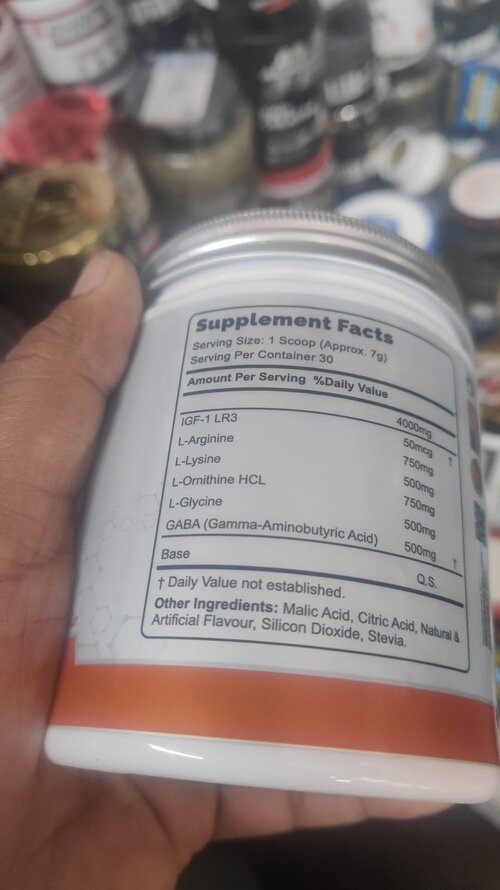 Supplement Facts
Serving Size: 1 Scoop (Approx. 7g)
Serving Per Container 30
Amount Per Serving %Daily Value
4000mg
IGF-1 LR3 50mcg †
L-Arginine 750mg
L-Lysine 500mg
L-Ornithine HCL 750mg
L-Glycine 500mg
GABA (Gamma-Aminobutyric Acid) 500mg †
Base Q.S.
† Daily Value not established.
Other Ingredients: Malic Acid, Citric Acid, Natural &
Artificial Flavour, Silicon Dioxide, Stevia.